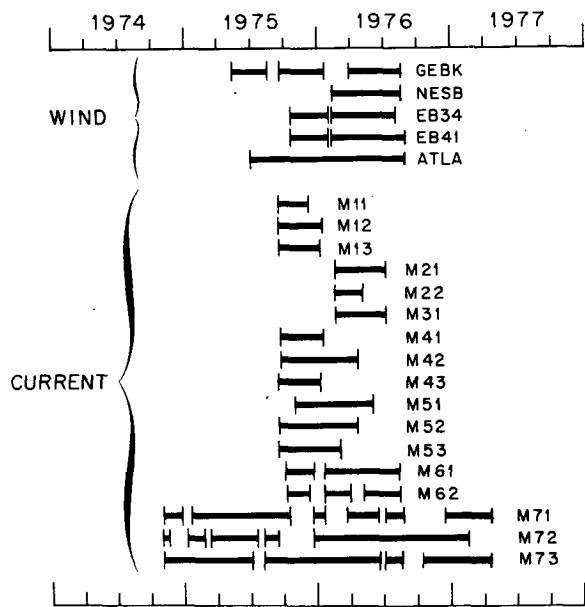 1974 1975 1976 1977
GEBK
NESB
WIND
EB34
EB41
ATLA
M11
M12
M13
M21
M22
M31
M41
M42
CURRENT
M43
M51
M52
M53
M61
M62
M71
M72
M73